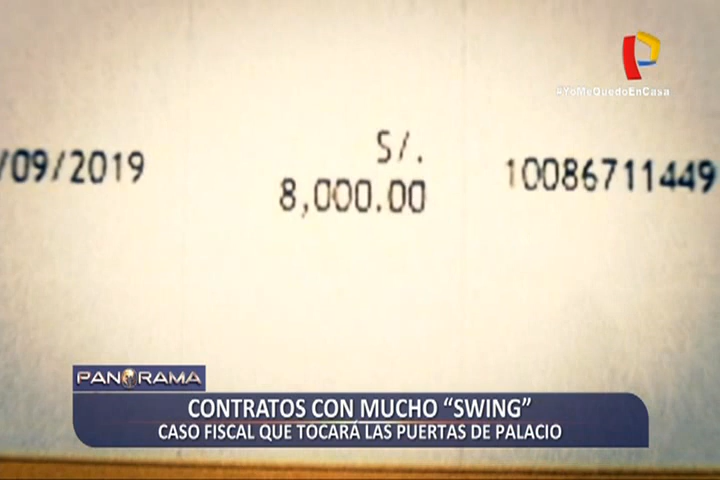 #YoMeQuedoEnCasa
/09/2019
S/.
8,000.00
10086711449
PANORAMA
CONTRATOS CON MUCHO “SWING”
CASO FISCAL QUE TOCARÁ LAS PUERTAS DE PALACIO